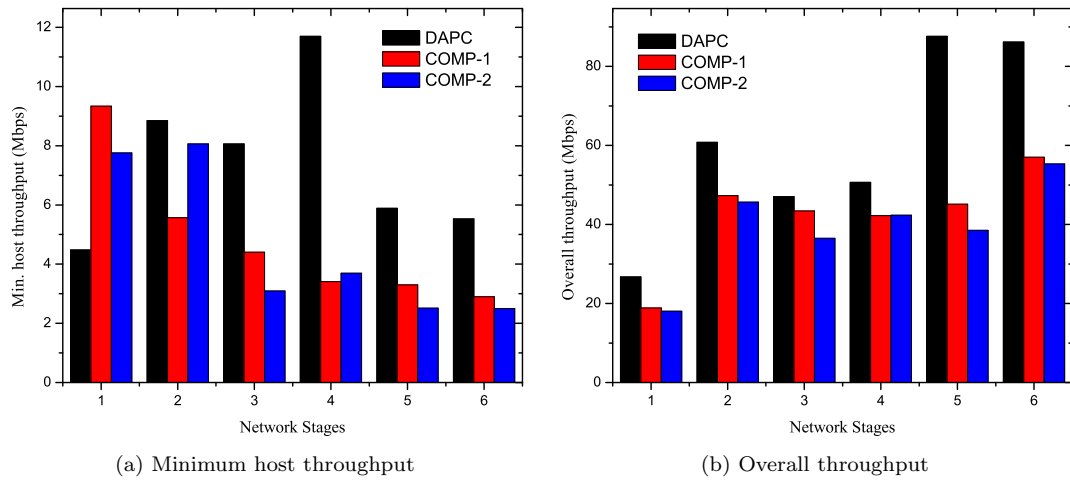 12
10
8
6
4
2
0
Min. host throughput (Mbps)
DAPC
COMP-1
COMP-2
1 2 3 4 5 6
Network Stages
(a) Minimum host throughput
80
60
40
20
0
Overall throughput (Mbps)
DAPC
COMP-1
COMP-2
1 2 3 4 5 6
Network Stages
(b) Overall throughput